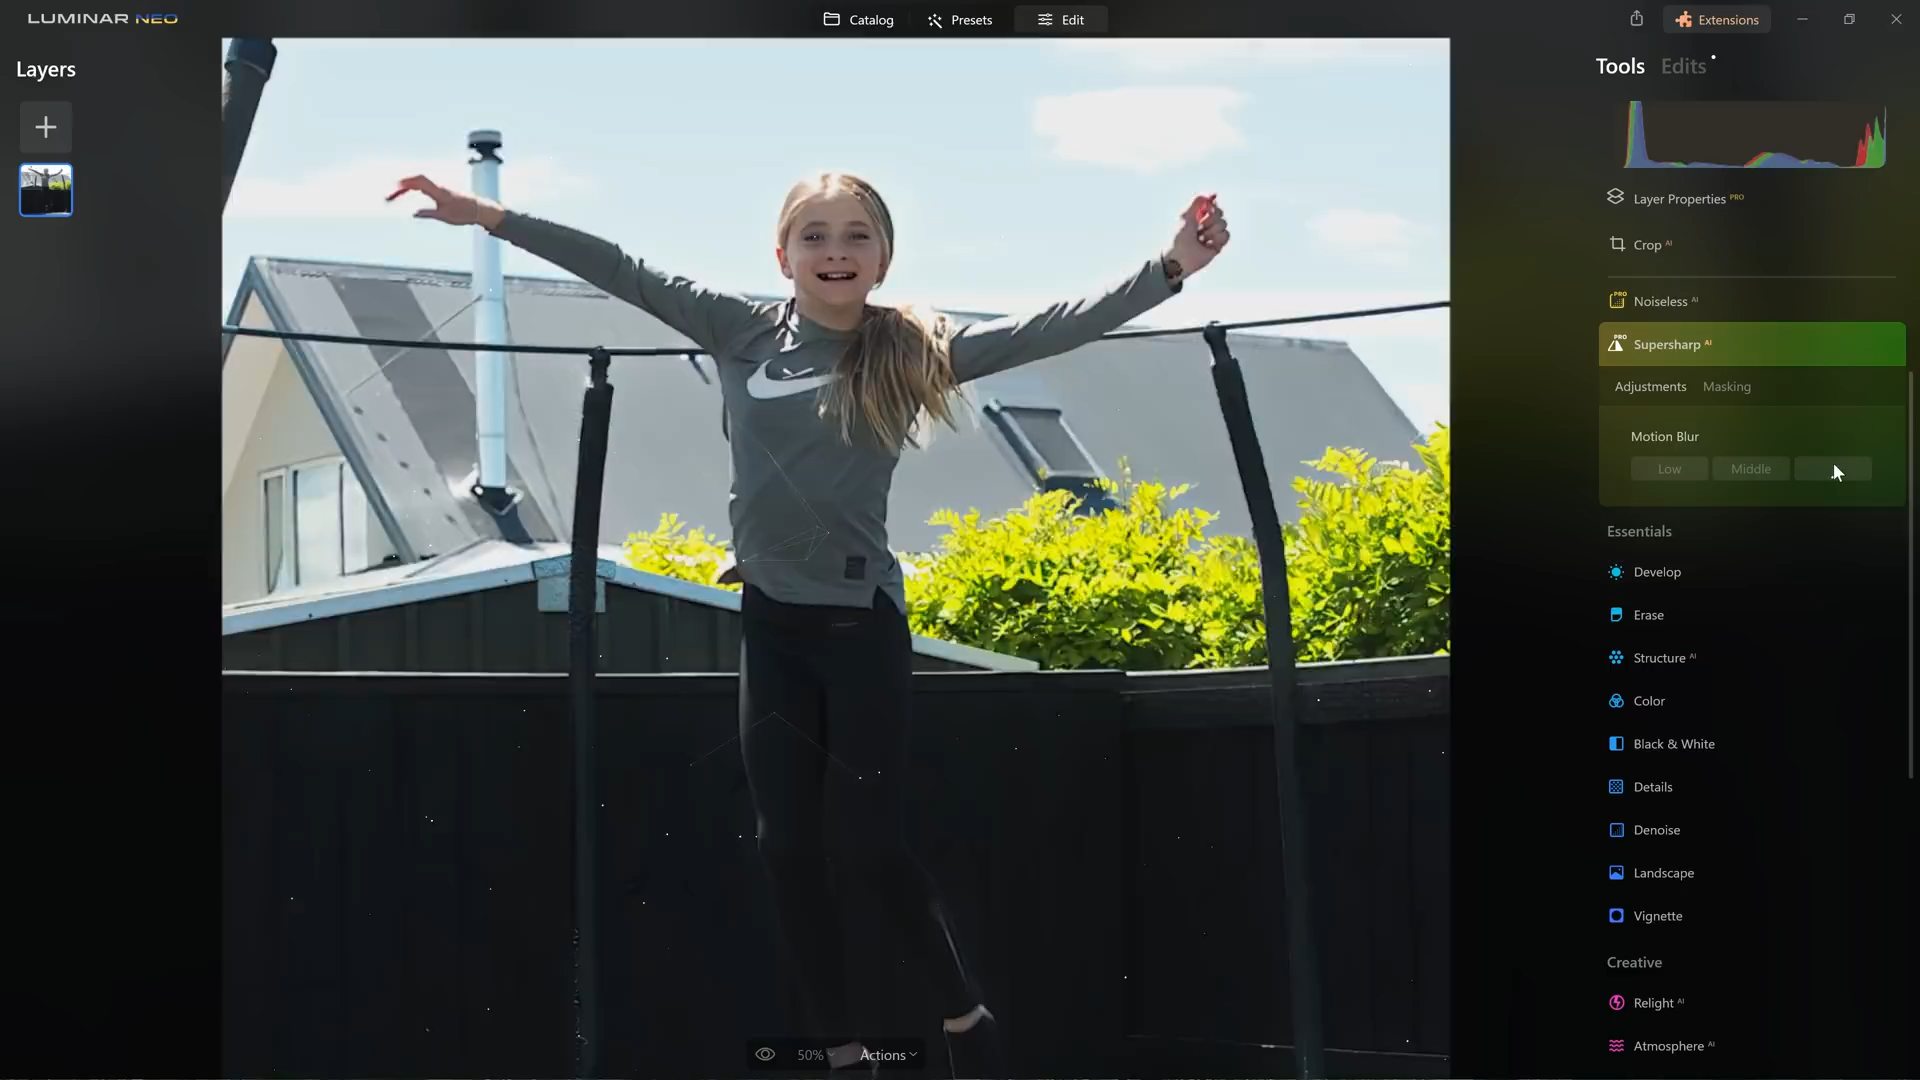 LUMINAR NEO
Catalog
Presets
Edit
Extensions
Layers
Tools
Edits
Layer Properties PRO
Crop AI
PRO
Noiseless AI
PRO
Supersharp AI
Adjustments
Masking
Motion Blur
Low
Middle
Essentials
Develop
Erase
Structure AI
Color
Black & White
Details
Denoise
Landscape
Vignette
Creative
Relight AI
Atmosphere AI
50%
Actions